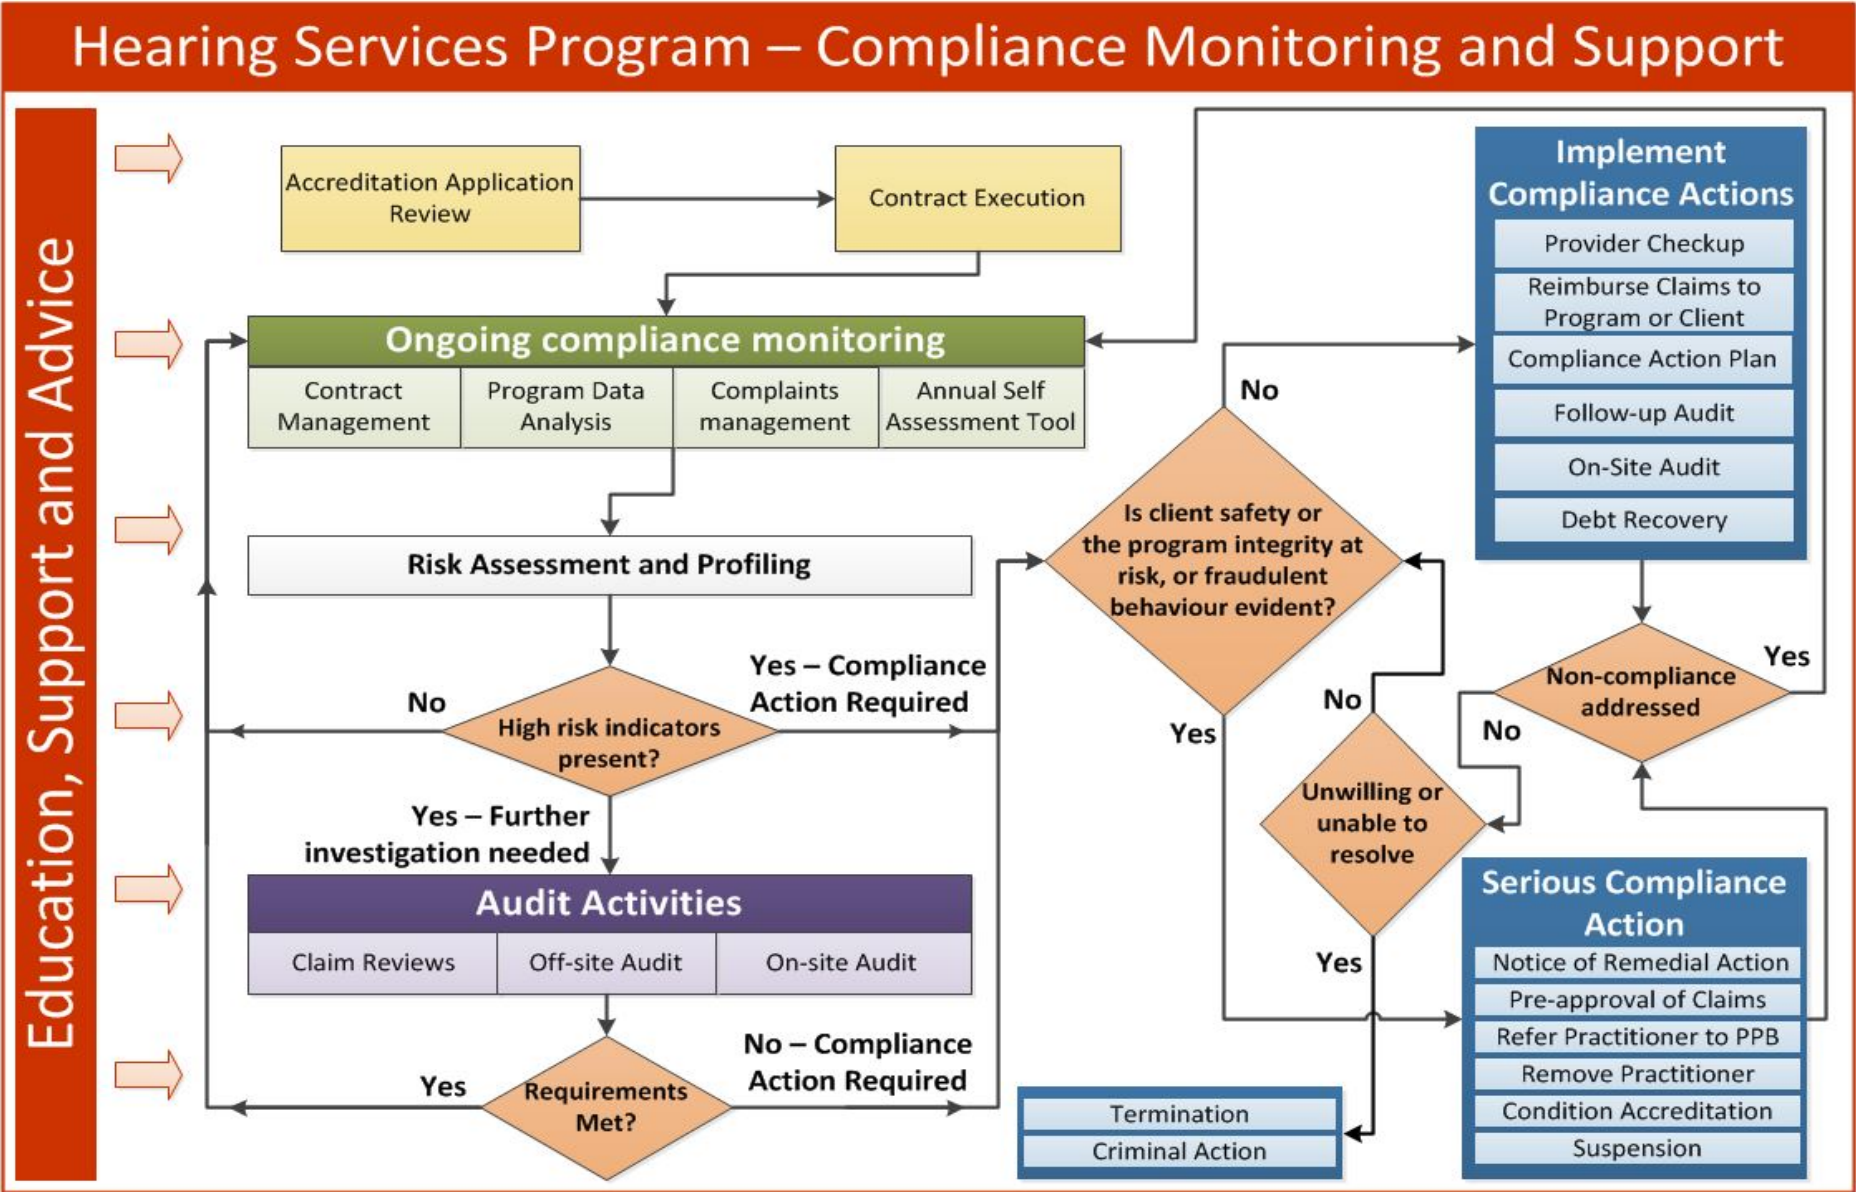 Hearing Services Program – Compliance Monitoring and Support
Education, Support and Advice
Accreditation Application
Review
Contract Execution
Ongoing compliance monitoring
Contract
Management
Program Data
Analysis
Complaints
management
Annual Self
Assessment Tool
Risk Assessment and Profiling
High risk indicators
present?
No
Yes – Compliance
Action Required
Yes – Further
investigation needed
Audit Activities
Claim Reviews
Off-site Audit
On-site Audit
Requirements
Met?
Yes
No – Compliance
Action Required
Is client safety or
the program integrity at
risk, or fraudulent
behaviour evident?
No
Yes
Implement
Compliance Actions
Provider Checkup
Reimburse Claims to
Program or Client
Compliance Action Plan
Follow-up Audit
On-Site Audit
Debt Recovery
Non-compliance
addressed
Yes
No
Unwilling or
unable to
resolve
No
Yes
Serious Compliance
Action
Notice of Remedial Action
Pre-approval of Claims
Refer Practitioner to PPB
Remove Practitioner
Condition Accreditation
Suspension
Termination
Criminal Action